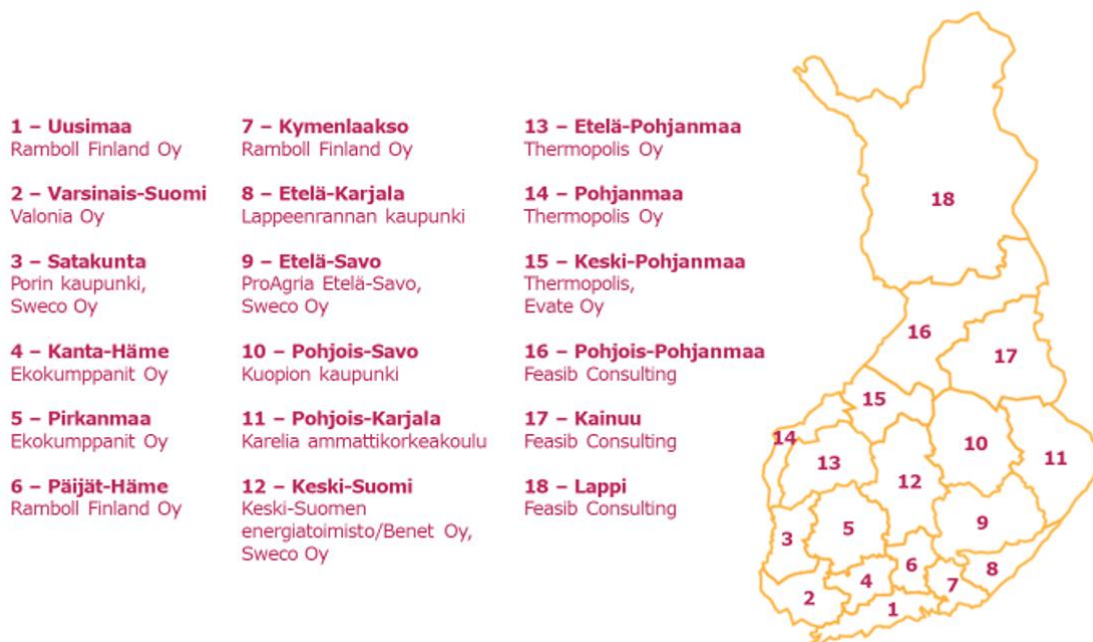 1 – Uusimaa
Ramboll Finland Oy
2 – Varsinais-Suomi
Valonia Oy
3 – Satakunta
Porin kaupunki,
Sweco Oy
4 – Kanta-Häme
Ekokumppanit Oy
5 – Pirkanmaa
Ekokumppanit Oy
6 – Päijät-Häme
Ramboll Finland Oy
7 – Kymenlaakso
Ramboll Finland Oy
8 – Etelä-Karjala
Lappeenrannan kaupunki
9 – Etelä-Savo
ProAgria Etelä-Savo,
Sweco Oy
10 – Pohjois-Savo
Kuopion kaupunki
11 – Pohjois-Karjala
Karelia ammattikorkeakoulu
12 – Keski-Suomi
Keski-Suomen
energiatoimisto/Benet Oy,
Sweco Oy
13 – Etelä-Pohjanmaa
Thermopolis Oy
14 – Pohjanmaa
Thermopolis Oy
15 – Keski-Pohjanmaa
Thermopolis,
Evate Oy
16 – Pohjois-Pohjanmaa
Feasib Consulting
17 – Kainuu
Feasib Consulting
18 – Lappi
Feasib Consulting
18
16
17
15
14
13
10
11
12
9
5
3
6
8
4
7
2
1